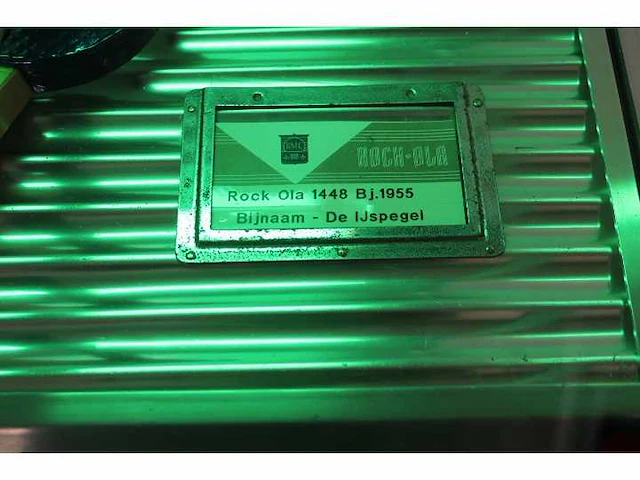 ROCK-OLA
Rock Ola 1448 Bj.1955
Bijnaam - De IJspegel